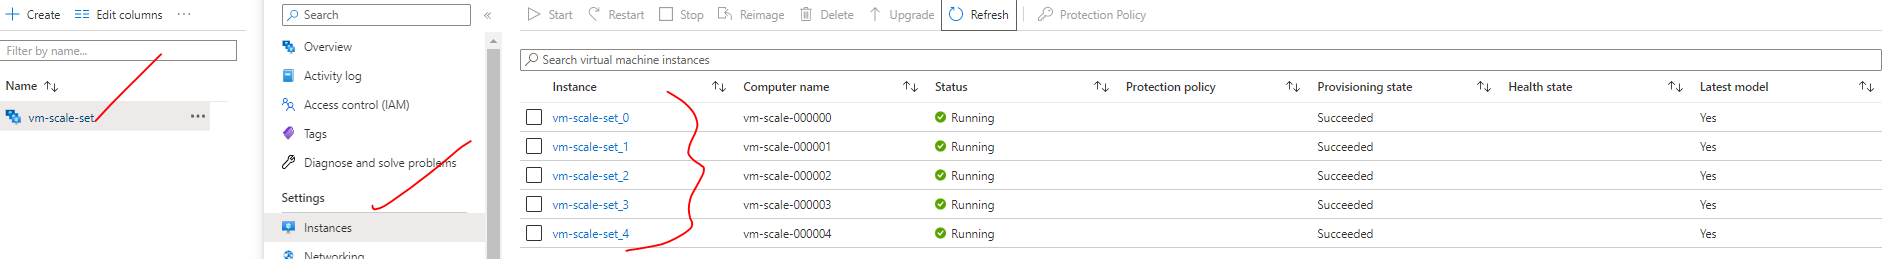 Create Edit columns ...
Filter by name...
Name
vm-scale-set ...
Search «
Overview
Activity log
Access control (IAM)
Tags
Diagnose and solve problems
Settings
Instances
Networking
Start Restart Stop Reimage Delete Upgrade Refresh Protection Policy
Search virtual machine instances
Instance Computer name Status Protection policy Provisioning state Health state Latest model
vm-scale-set_0 vm-scale-000000 Running Succeeded Yes
vm-scale-set_1 vm-scale-000001 Running Succeeded Yes
vm-scale-set_2 vm-scale-000002 Running Succeeded Yes
vm-scale-set_3 vm-scale-000003 Running Succeeded Yes
vm-scale-set_4 vm-scale-000004 Running Succeeded Yes